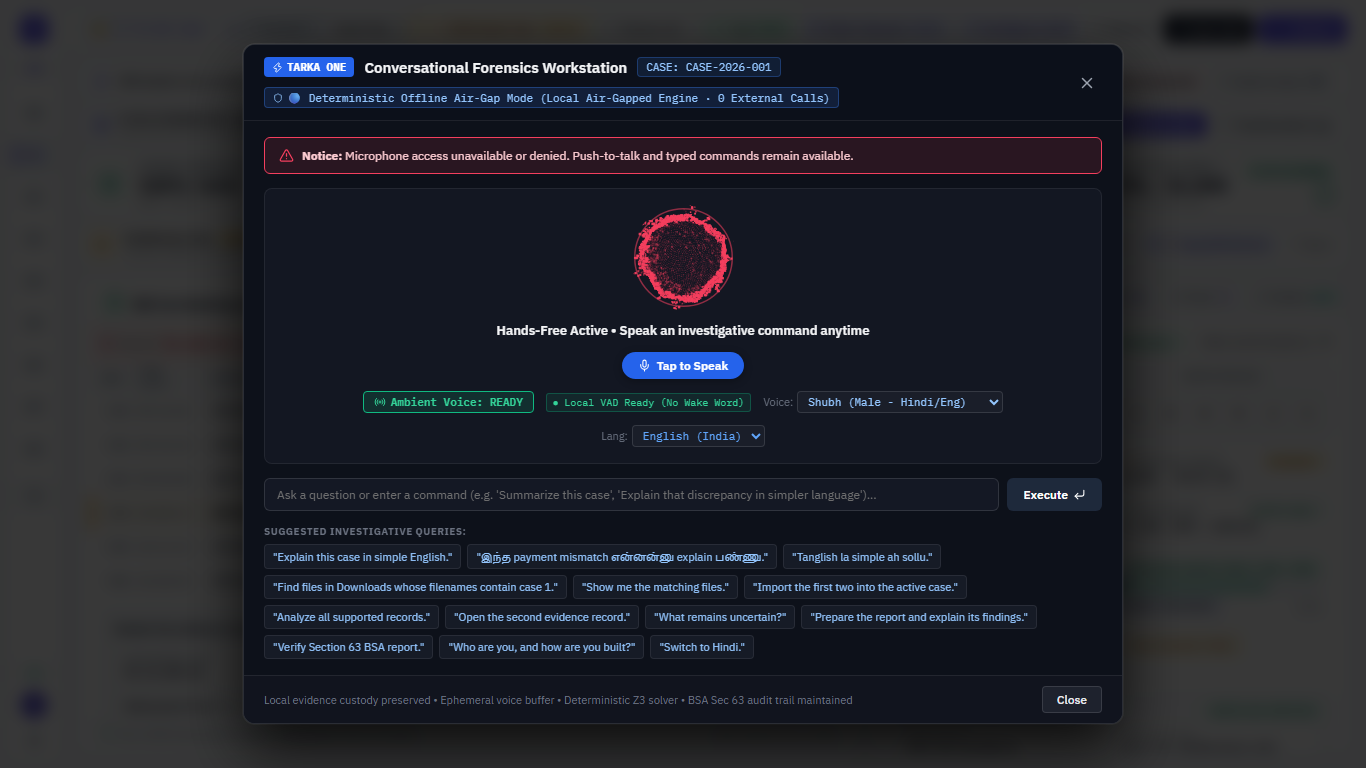 TARKA ONE Conversational Forensics Workstation CASE: CASE-2026-001
Deterministic Offline Air-Gap Mode (Local Air-Gapped Engine · 0 External Calls)
Notice: Microphone access unavailable or denied. Push-to-talk and typed commands remain available.
Hands-Free Active • Speak an investigative command anytime
Tap to Speak
Ambient Voice: READY ● Local VAD Ready (No Wake Word) Voice: Shubh (Male - Hindi/Eng)
Lang: English (India)
Ask a question or enter a command (e.g. 'Summarize this case', 'Explain that discrepancy in simpler language')...
Execute
SUGGESTED INVESTIGATIVE QUERIES:
"Explain this case in simple English." "இந்த payment mismatch என்னன்னு explain பண்ணு." "Tanglish la simple ah sollu."
"Find files in Downloads whose filenames contain case 1." "Show me the matching files." "Import the first two into the active case."
"Analyze all supported records." "Open the second evidence record." "What remains uncertain?" "Prepare the report and explain its findings."
"Verify Section 63 BSA report." "Who are you, and how are you built?" "Switch to Hindi."
Local evidence custody preserved • Ephemeral voice buffer • Deterministic Z3 solver • BSA Sec 63 audit trail maintained
Close